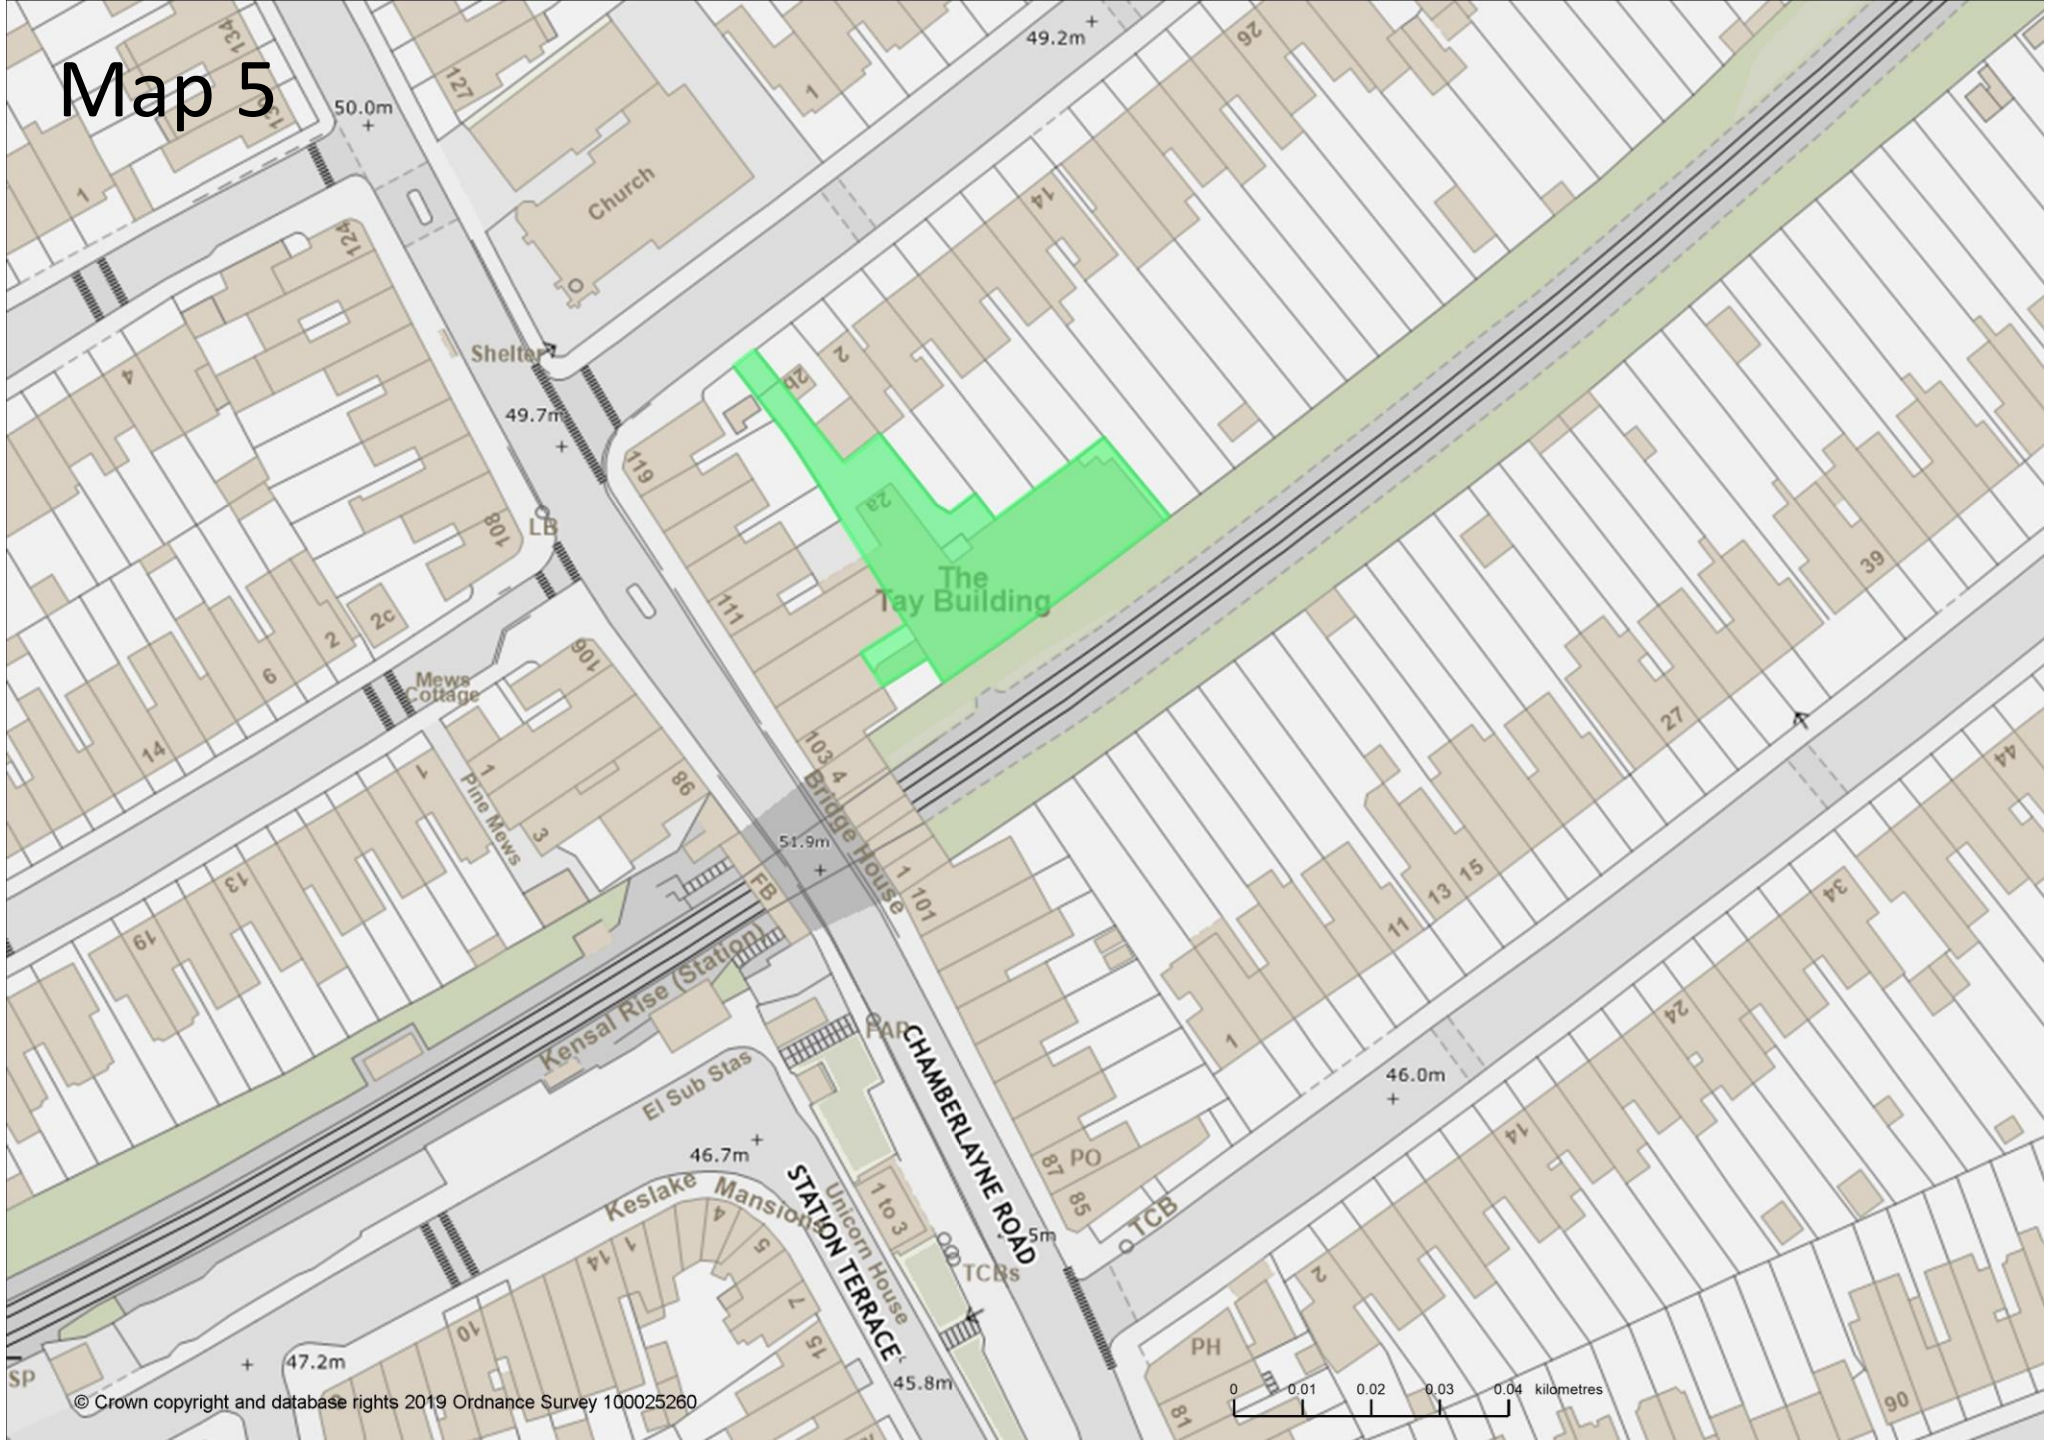 Map 5
134
127
1
49.2m
26
50.0m
1
Church
14
124
4
Shelter
2b
2
49.7m
119
2a
108
LB
The
Tay Building
111
39
2c
2
6
106
Mews
Cottage
14
27
44
103
4
1
1
98
Pine Mews
Bridge House
3
51.9m
13
FB
1
101
13
15
34
11
19
Kensal Rise (Station)
24
1
FAP
El Sub Stas
46.0m
CHAMBERLAYNE ROAD
46.7m
14
87
PO
85
Keslake Mansions
STATION TERRACE
Unicorn House
1 to 3
4
TCB
5m
14
1
5
TCBs
2
7
10
15
PH
47.2m
SP
45.8m
81
90
© Crown copyright and database rights 2019 Ordnance Survey 100025260
0 0.01 0.02 0.03 0.04 kilometres